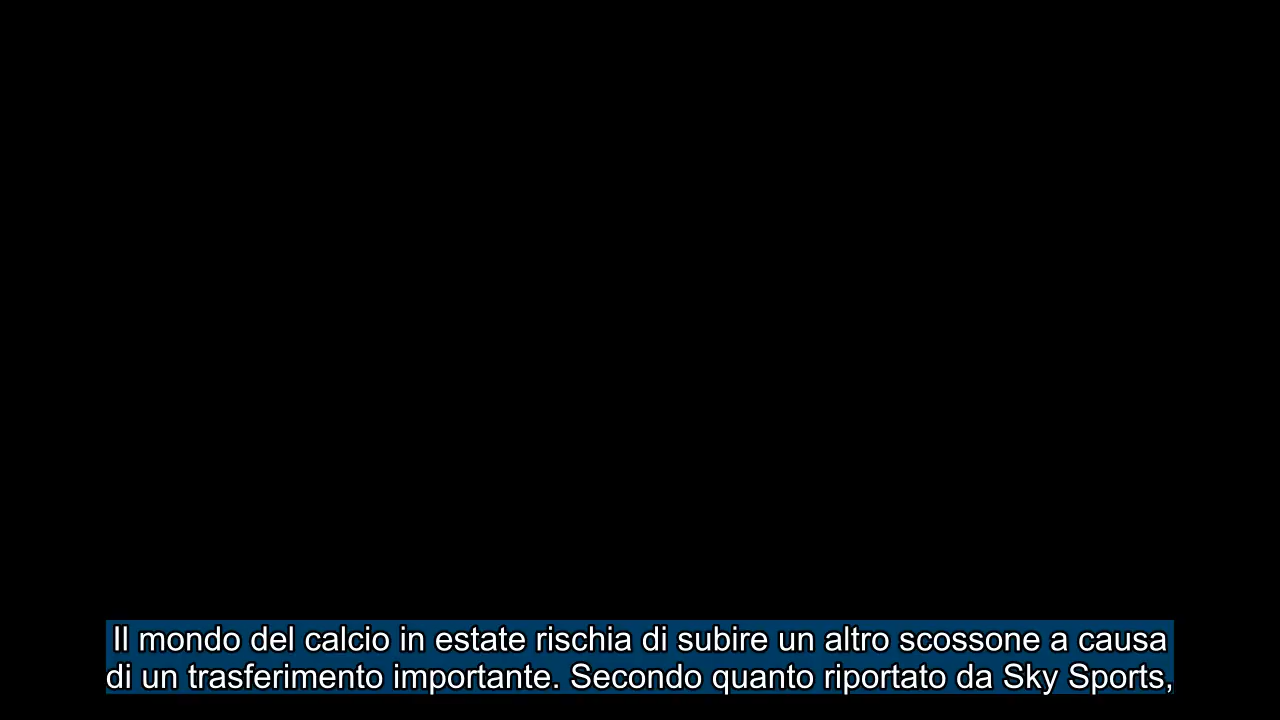 Il mondo del calcio in estate rischia di subire un altro scossone a causa
di un trasferimento importante. Secondo quanto riportato da Sky Sports,